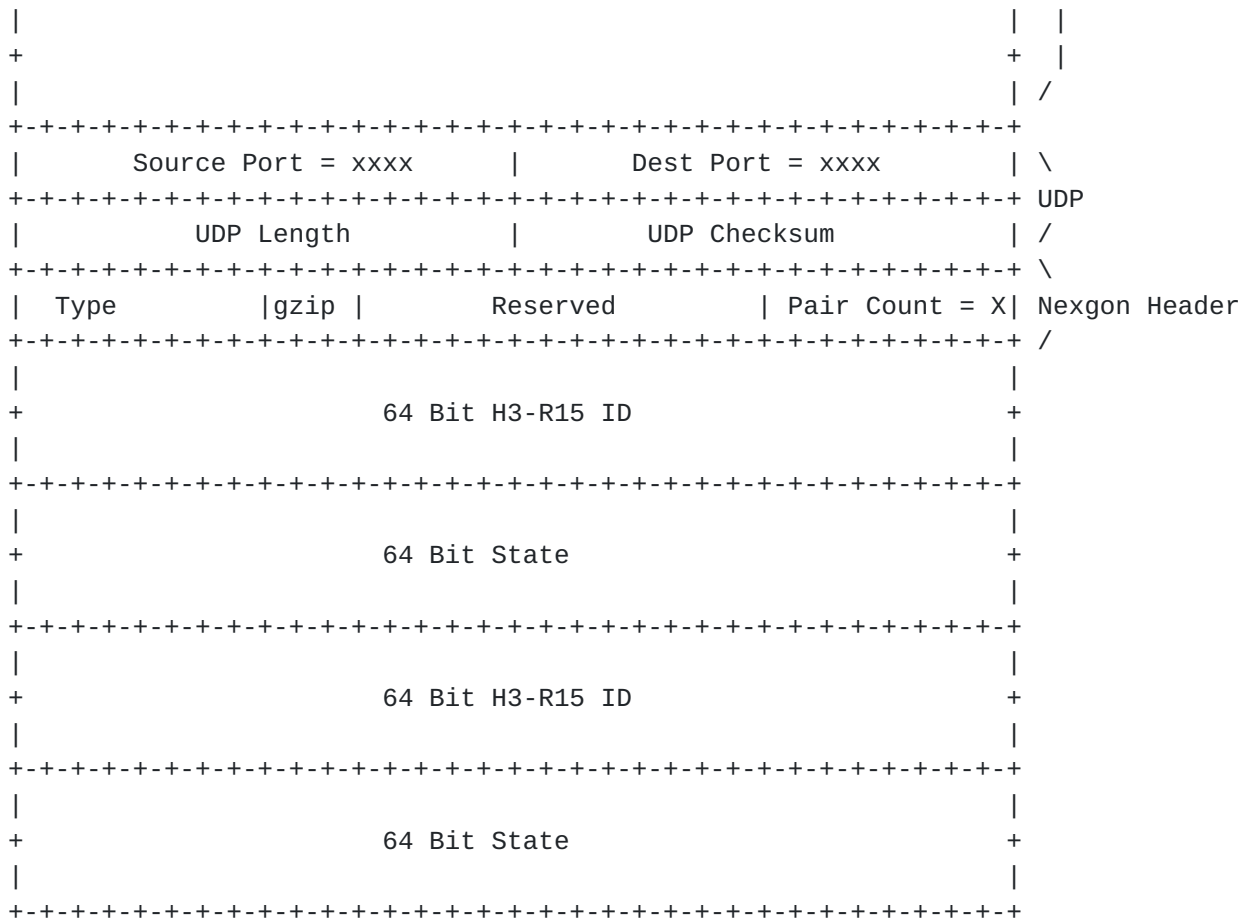 |                                                               |  |
+                                                               +  |
|                                                               | /
+-+-+-+-+-+-+-+-+-+-+-+-+-+-+-+-+-+-+-+-+-+-+-+-+-+-+-+-+-+-+-+-+
|       Source Port = xxxx      |       Dest Port = xxxx        | \
+-+-+-+-+-+-+-+-+-+-+-+-+-+-+-+-+-+-+-+-+-+-+-+-+-+-+-+-+-+-+-+-+ UDP
|           UDP Length          |        UDP Checksum           | /
+-+-+-+-+-+-+-+-+-+-+-+-+-+-+-+-+-+-+-+-+-+-+-+-+-+-+-+-+-+-+-+-+ \
|  Type         |gzip |        Reserved         | Pair Count = X| Nexgon Header
+-+-+-+-+-+-+-+-+-+-+-+-+-+-+-+-+-+-+-+-+-+-+-+-+-+-+-+-+-+-+-+-+ /
|                                                               |
+                       64 Bit H3-R15 ID                        +
|                                                               |
+-+-+-+-+-+-+-+-+-+-+-+-+-+-+-+-+-+-+-+-+-+-+-+-+-+-+-+-+-+-+-+-+
|                                                               |
+                       64 Bit State                            +
|                                                               |
+-+-+-+-+-+-+-+-+-+-+-+-+-+-+-+-+-+-+-+-+-+-+-+-+-+-+-+-+-+-+-+-+
|                                                               |
+                       64 Bit H3-R15 ID                        +
|                                                               |
+-+-+-+-+-+-+-+-+-+-+-+-+-+-+-+-+-+-+-+-+-+-+-+-+-+-+-+-+-+-+-+-+
|                                                               |
+                       64 Bit State                            +
|                                                               |
+-+-+-+-+-+-+-+-+-+-+-+-+-+-+-+-+-+-+-+-+-+-+-+-+-+-+-+-+-+-+-+-+